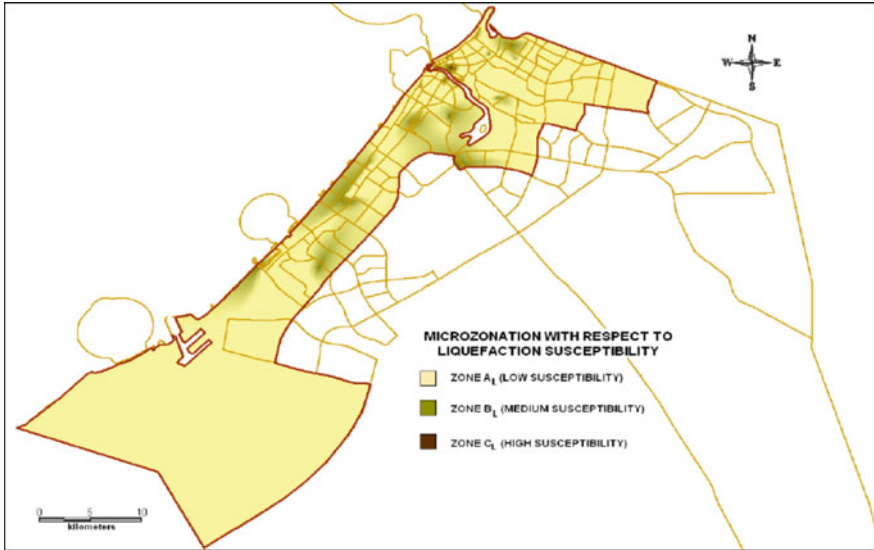 N
W E
S
MICROZONATION WITH RESPECT TO
LIQUEFACTION SUSCEPTIBILITY
ZONE AL (LOW SUSCEPTIBILITY)
ZONE BL (MEDIUM SUSCEPTIBILITY)
ZONE CL (HIGH SUSCEPTIBILITY)
0 5 10
kilometers